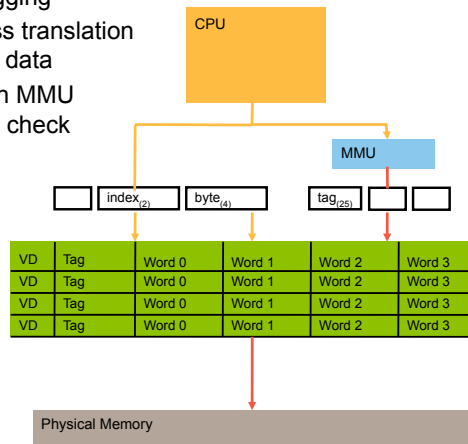 gging
ss translation
data
n MMU
check
CPU
MMU
index(2) byte(4) tag(25)
VD Tag Word 0 Word 1 Word 2 Word 3
VD Tag Word 0 Word 1 Word 2 Word 3
VD Tag Word 0 Word 1 Word 2 Word 3
VD Tag Word 0 Word 1 Word 2 Word 3
Physical Memory